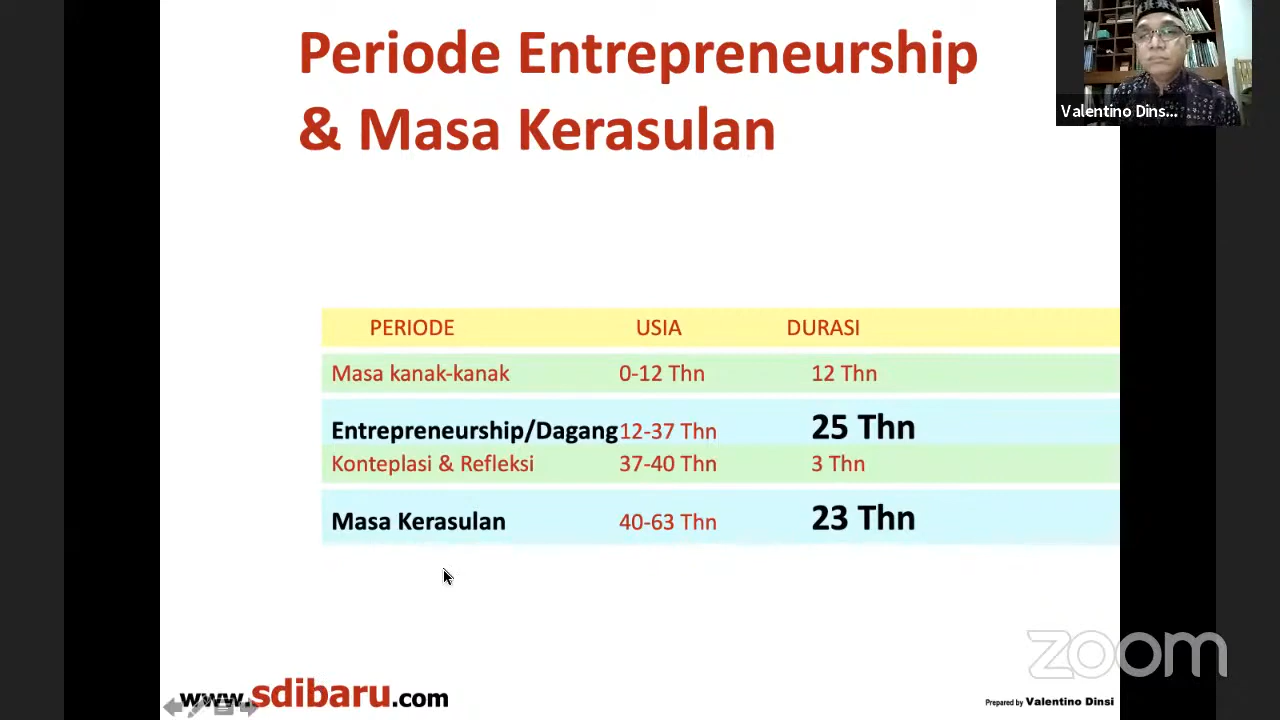 Periode Entrepreneurship
& Masa Kerasulan
Valentino Dins...
PERIODE USIA DURASI
Masa kanak-kanak 0-12 Thn 12 Thn
Entrepreneurship/Dagang 12-37 Thn 25 Thn
Konteplasi & Refleksi 37-40 Thn 3 Thn
Masa Kerasulan 40-63 Thn 23 Thn
zoom
www.sdibaru.com
Prepared by Valentino Dinsi